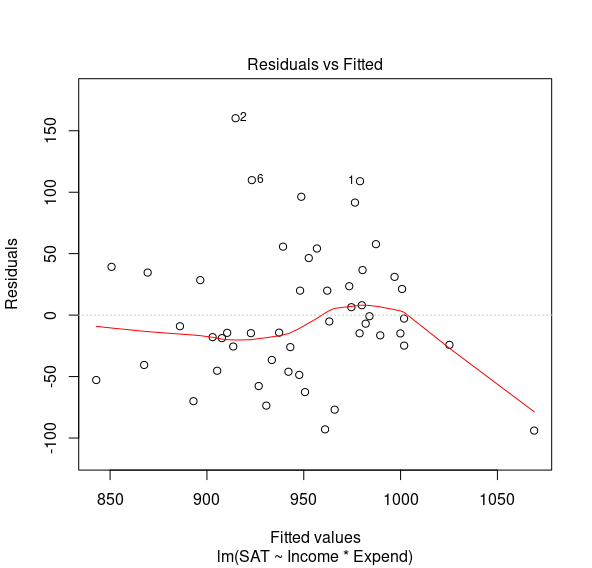 Residuals vs Fitted
Residuals
150
100
50
0
-50
-100
2
6
1
850 900 950 1000 1050
Fitted values
lm(SAT ~ Income * Expend)